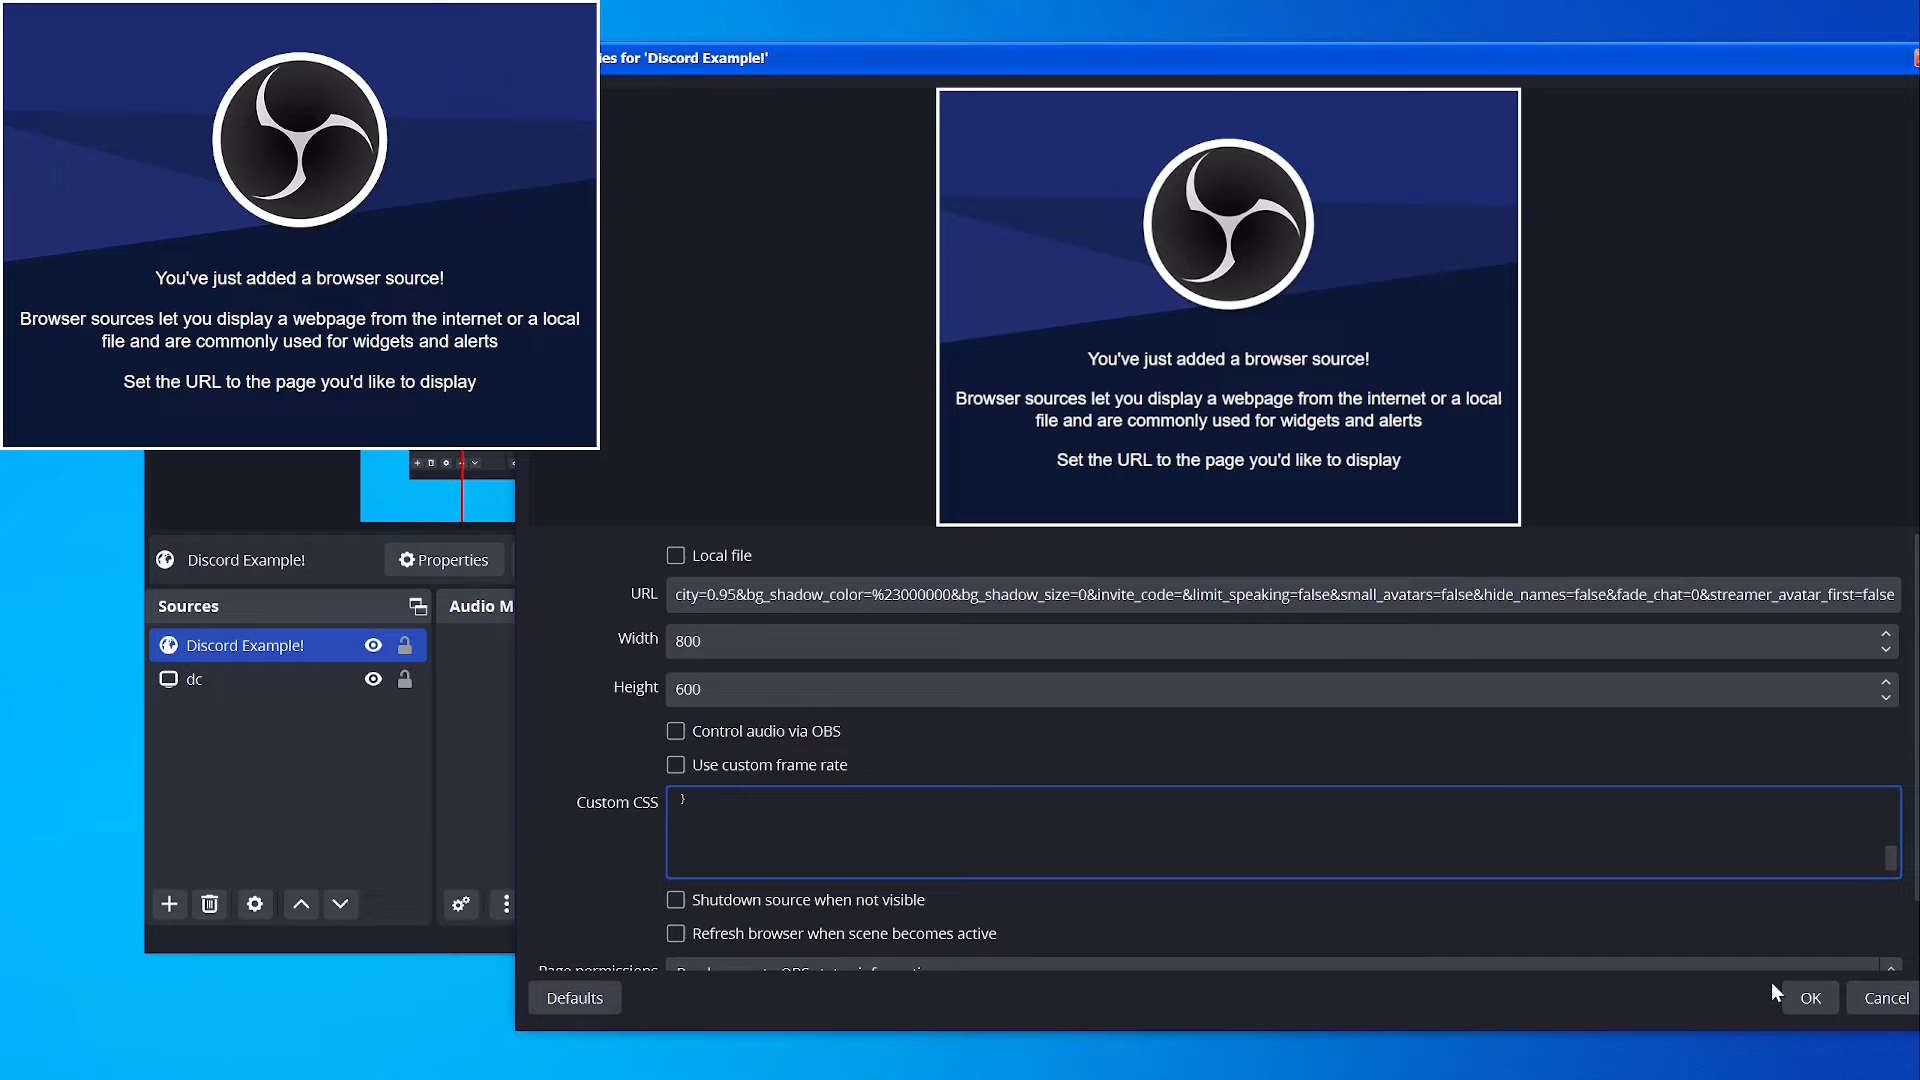 You've just added a browser source!
Browser sources let you display a webpage from the internet or a local
file and are commonly used for widgets and alerts
Set the URL to the page you'd like to display
ies for 'Discord Example!'
You've just added a browser source!
Browser sources let you display a webpage from the internet or a local
file and are commonly used for widgets and alerts
Set the URL to the page you'd like to display
Discord Example!
Properties
Sources
Audio M
Discord Example!
dc
Local file
URL
city=0.95&bg_shadow_color=%23000000&bg_shadow_size=0&invite_code=&limit_speaking=false&small_avatars=false&hide_names=false&fade_chat=0&streamer_avatar_first=false
Width
800
Height
600
Control audio via OBS
Use custom frame rate
Custom CSS
}
Shutdown source when not visible
Refresh browser when scene becomes active
Page permissions
Defaults
OK
Cancel